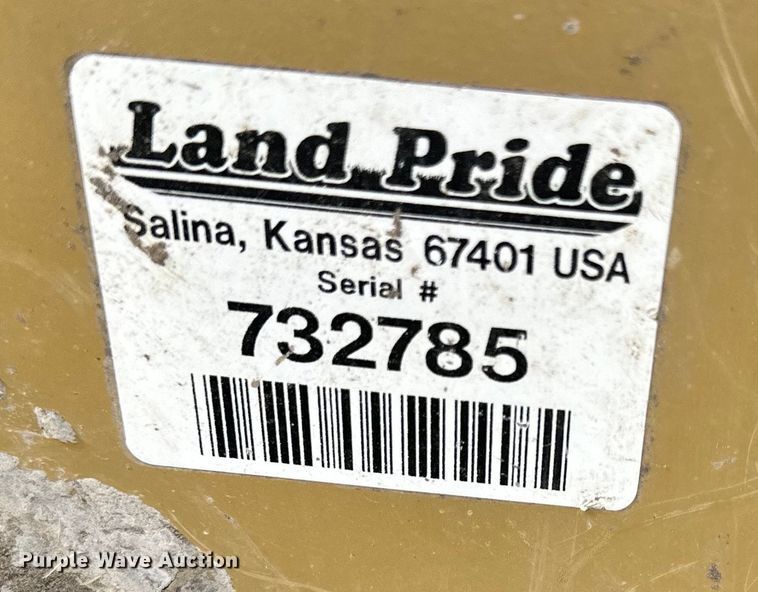 Land Pride
Salina, Kansas 67401 USA
Serial #
732785
Purple Wave Auction